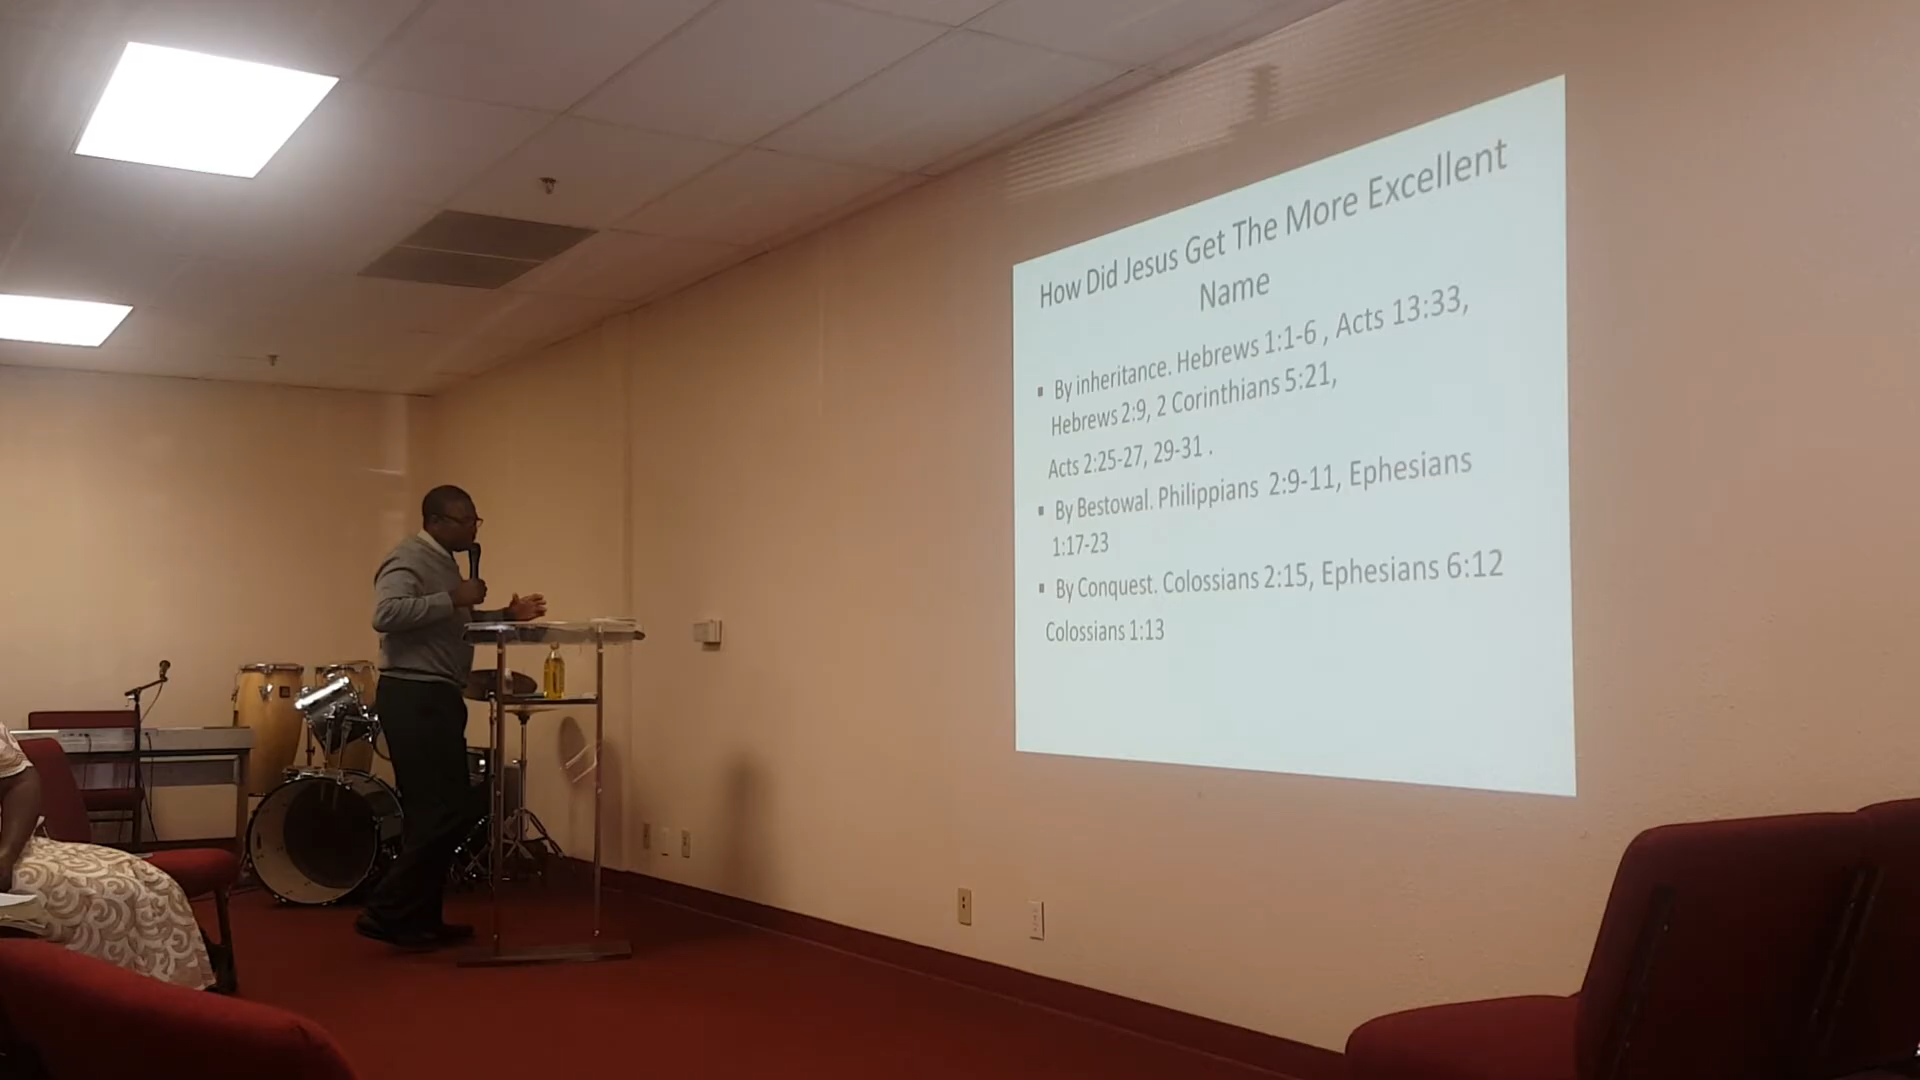 How Did Jesus Get The More Excellent
Name
▪ By inheritance. Hebrews 1:1-6 , Acts 13:33,
Hebrews 2:9, 2 Corinthians 5:21,
Acts 2:25-27, 29-31 .
▪ By Bestowal. Philippians 2:9-11, Ephesians
1:17-23
▪ By Conquest. Colossians 2:15, Ephesians 6:12
Colossians 1:13